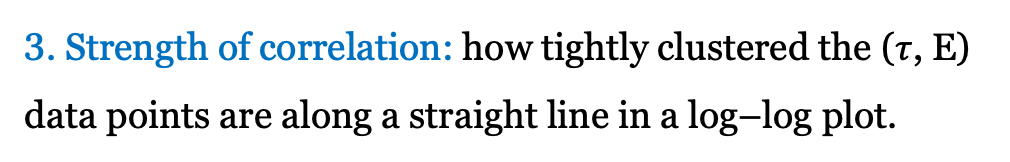 3. Strength of correlation: how tightly clustered the (τ, E)
data points are along a straight line in a log–log plot.